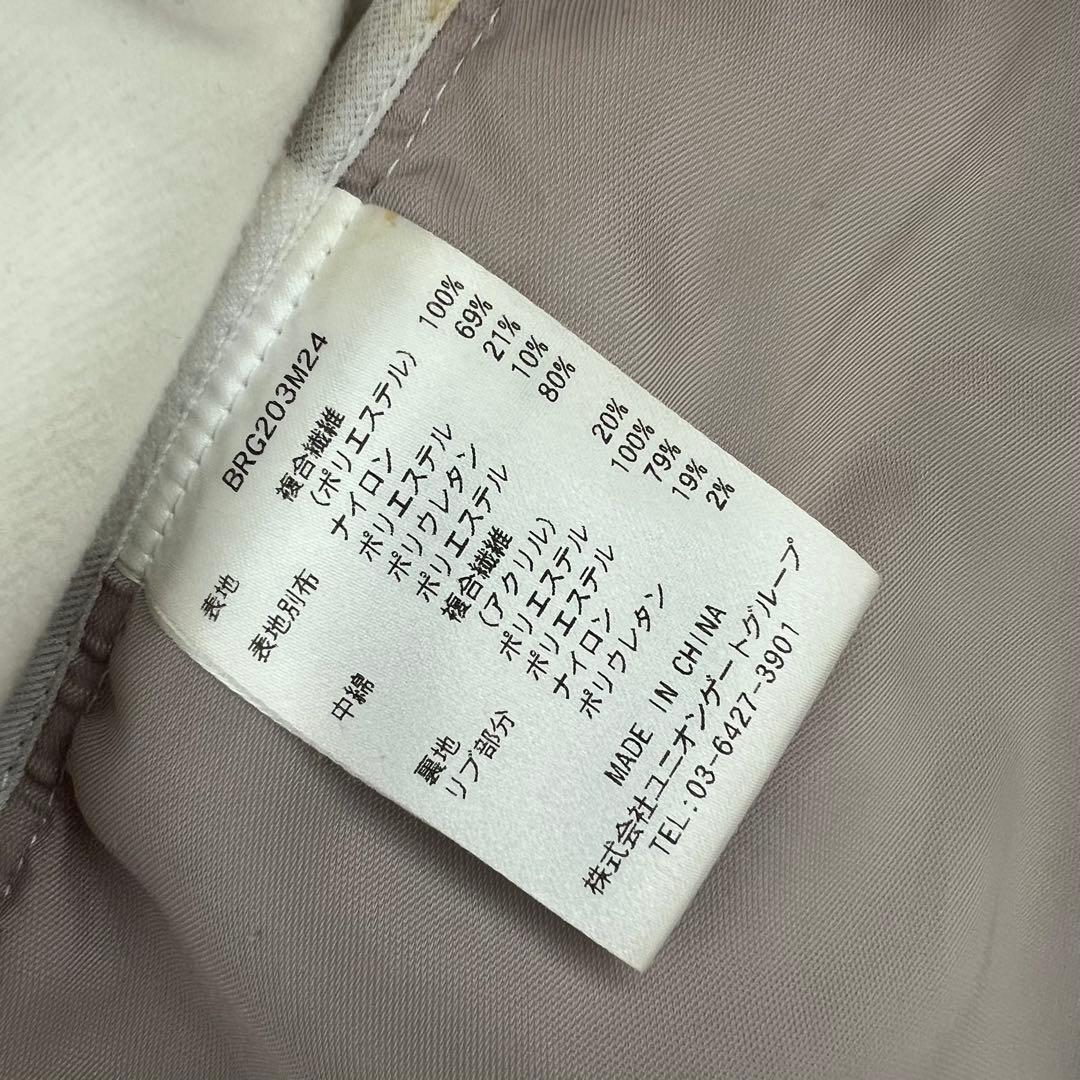 BRG203M24
表地 複合繊維
(ポリエステル) 100%
表地別布 ナイロン 69%
ポリエステル 21%
ポリウレタン 10%
中綿 ポリエステル 80%
複合繊維
(アクリル) 20%
裏地 ポリエステル 100%
リブ部分 ポリエステル 79%
ナイロン 19%
ポリウレタン 2%
MADE IN CHINA
株式会社ユニオンゲートグループ
TEL:03-6427-3901